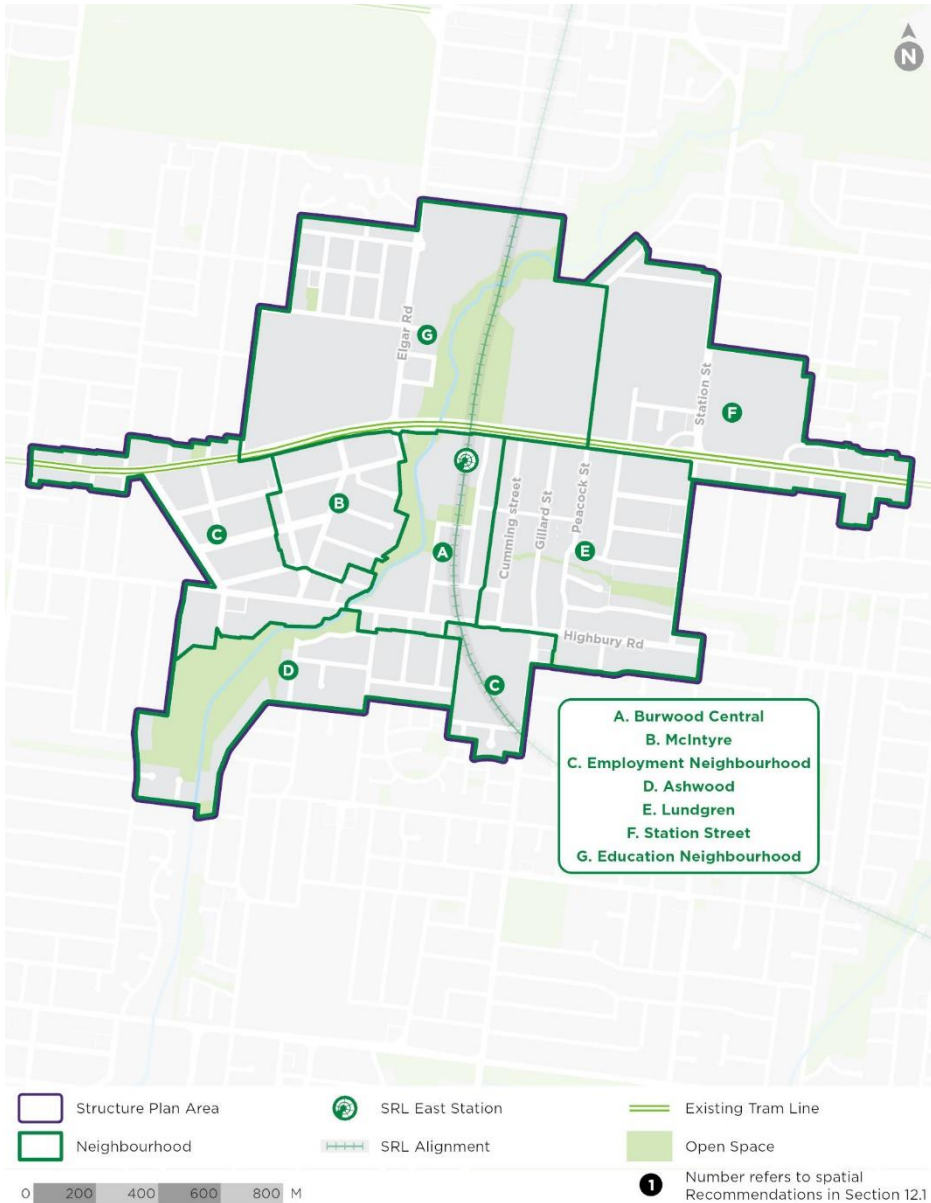 N
Elgar Rd
G
Station St
F
B
C
A
Cumming street
Gillard St
Peacock St
E
Highbury Rd
D
C
A. Burwood Central
B. McIntyre
C. Employment Neighbourhood
D. Ashwood
E. Lundgren
F. Station Street
G. Education Neighbourhood
Structure Plan Area
SRL East Station
Existing Tram Line
Neighbourhood
SRL Alignment
Open Space
0 200 400 600 800 M
1 Number refers to spatial
Recommendations in Section 12.1